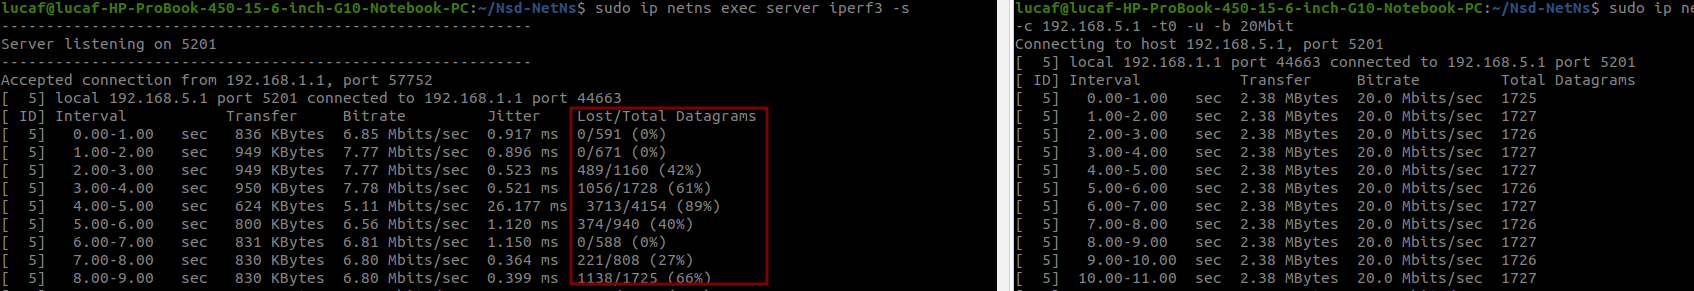 lucaf@lucaf-HP-ProBook-450-15-6-inch-G10-Notebook-PC:~/Nsd-NetNs$ sudo ip netns exec server iperf3 -s
-----------------------------------------------------------
Server listening on 5201
-----------------------------------------------------------
Accepted connection from 192.168.1.1, port 57752
[  5] local 192.168.5.1 port 5201 connected to 192.168.1.1 port 44663
[ ID] Interval           Transfer     Bitrate         Jitter    Lost/Total Datagrams
[  5]   0.00-1.00   sec   836 KBytes  6.85 Mbits/sec  0.917 ms  0/591 (0%)
[  5]   1.00-2.00   sec   949 KBytes  7.77 Mbits/sec  0.896 ms  0/671 (0%)
[  5]   2.00-3.00   sec   949 KBytes  7.77 Mbits/sec  0.523 ms  489/1160 (42%)
[  5]   3.00-4.00   sec   950 KBytes  7.78 Mbits/sec  0.521 ms  1056/1728 (61%)
[  5]   4.00-5.00   sec   624 KBytes  5.11 Mbits/sec  26.177 ms  3713/4154 (89%)
[  5]   5.00-6.00   sec   800 KBytes  6.56 Mbits/sec  1.120 ms  374/940 (40%)
[  5]   6.00-7.00   sec   831 KBytes  6.81 Mbits/sec  1.150 ms  0/588 (0%)
[  5]   7.00-8.00   sec   830 KBytes  6.80 Mbits/sec  0.364 ms  221/808 (27%)
[  5]   8.00-9.00   sec   830 KBytes  6.80 Mbits/sec  0.399 ms  1138/1725 (66%)
lucaf@lucaf-HP-ProBook-450-15-6-inch-G10-Notebook-PC:~/Nsd-NetNs$ sudo ip ne
-c 192.168.5.1 -t0 -u -b 20Mbit
Connecting to host 192.168.5.1, port 5201
[  5] local 192.168.1.1 port 44663 connected to 192.168.5.1 port 5201
[ ID] Interval           Transfer     Bitrate         Total Datagrams
[  5]   0.00-1.00   sec  2.38 MBytes  20.0 Mbits/sec  1725
[  5]   1.00-2.00   sec  2.38 MBytes  20.0 Mbits/sec  1727
[  5]   2.00-3.00   sec  2.38 MBytes  20.0 Mbits/sec  1726
[  5]   3.00-4.00   sec  2.38 MBytes  20.0 Mbits/sec  1727
[  5]   4.00-5.00   sec  2.38 MBytes  20.0 Mbits/sec  1727
[  5]   5.00-6.00   sec  2.38 MBytes  20.0 Mbits/sec  1726
[  5]   6.00-7.00   sec  2.38 MBytes  20.0 Mbits/sec  1727
[  5]   7.00-8.00   sec  2.38 MBytes  20.0 Mbits/sec  1726
[  5]   8.00-9.00   sec  2.38 MBytes  20.0 Mbits/sec  1727
[  5]   9.00-10.00  sec  2.38 MBytes  20.0 Mbits/sec  1726
[  5]  10.00-11.00  sec  2.38 MBytes  20.0 Mbits/sec  1727